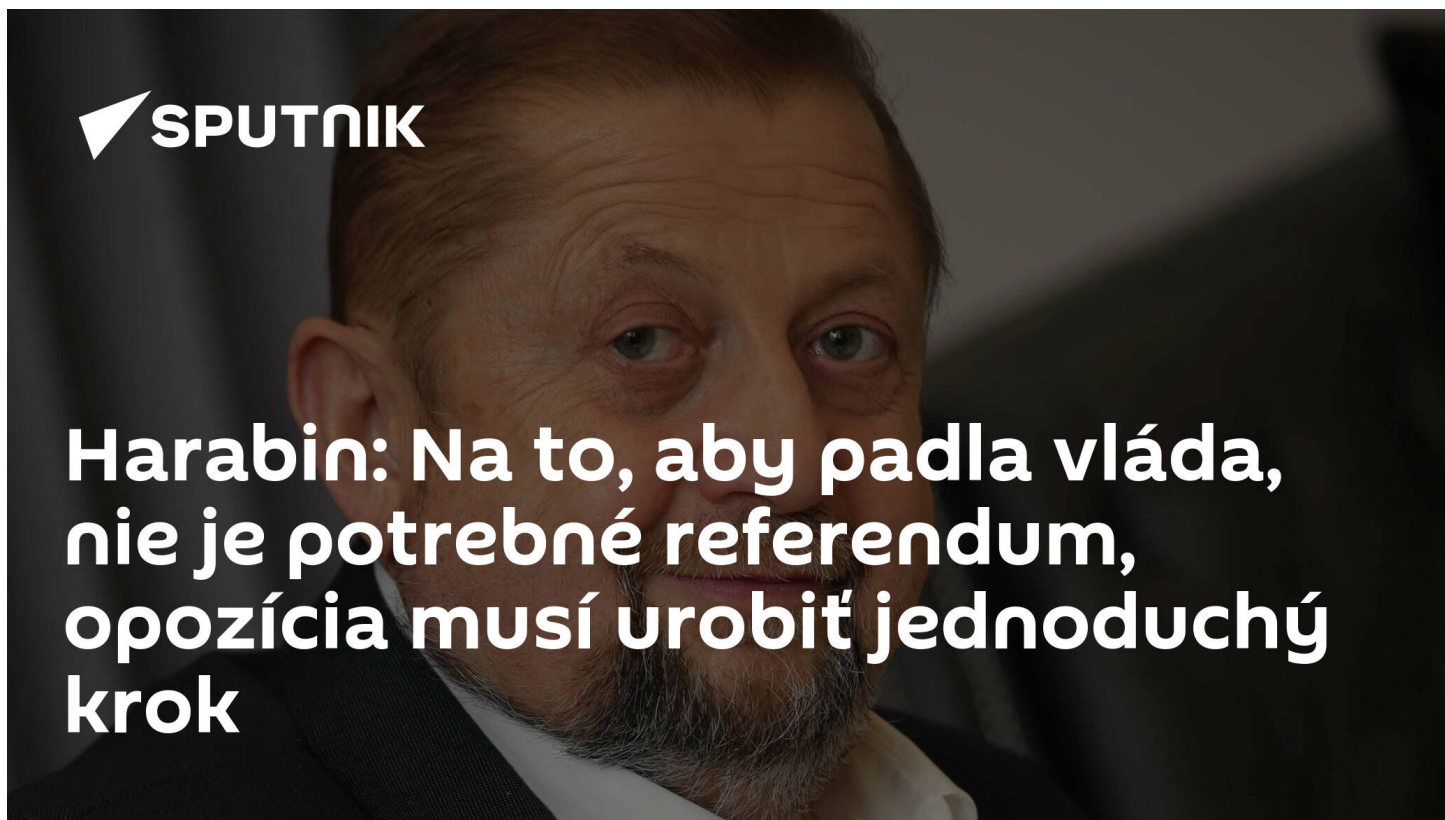 SPUTNIK
Harabin: Na to, aby padla vláda,
nie je potrebné referendum,
opozícia musí urobiť jednoduchý
krok